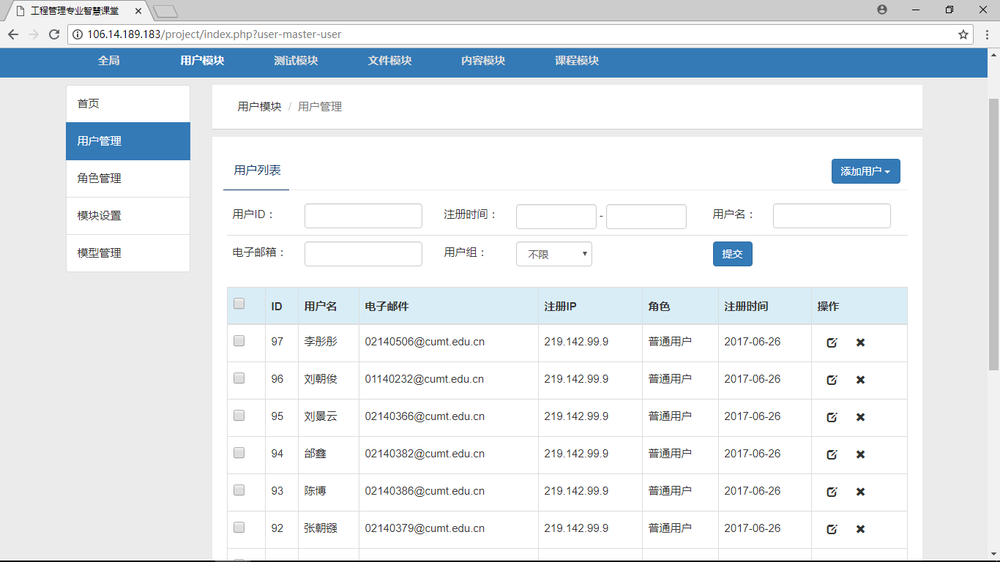 工程管理专业智慧课堂
106.14.189.183/project/index.php?user-master-user
全局 用户模块 测试模块 文件模块 内容模块 课程模块
首页
用户管理
角色管理
模块设置
模型管理
用户模块 / 用户管理
用户列表 添加用户
用户ID： 注册时间： - 用户名：
电子邮箱： 用户组： 不限 提交
ID 用户名 电子邮件 注册IP 角色 注册时间 操作
97 李彤彤 02140506@cumt.edu.cn 219.142.99.9 普通用户 2017-06-26
96 刘朝俊 01140232@cumt.edu.cn 219.142.99.9 普通用户 2017-06-26
95 刘景云 02140366@cumt.edu.cn 219.142.99.9 普通用户 2017-06-26
94 邰鑫 02140382@cumt.edu.cn 219.142.99.9 普通用户 2017-06-26
93 陈博 02140386@cumt.edu.cn 219.142.99.9 普通用户 2017-06-26
92 张朝镪 02140379@cumt.edu.cn 219.142.99.9 普通用户 2017-06-26